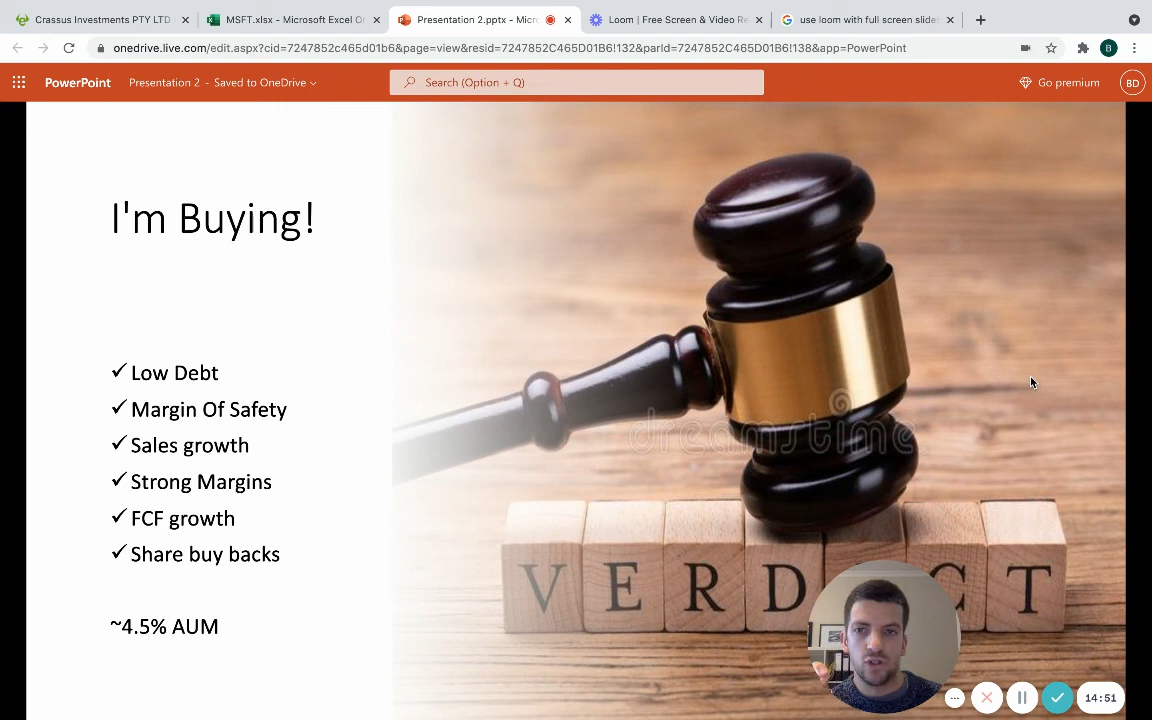 Crassus Investments PTY LTD
MSFT.xlsx - Microsoft Excel O
Presentation 2.pptx - Micr
Loom | Free Screen & Video Re
use loom with full screen slide
onedrive.live.com/edit.aspx?cid=7247852c465d01b6&page=view&resid=7247852C465D01B6!132&parId=7247852C465D01B6!138&app=PowerPoint
B
PowerPoint
Presentation 2 - Saved to OneDrive
Search (Option + Q)
Go premium
BD
I'm Buying!
✓ Low Debt
✓ Margin Of Safety
✓ Sales growth
✓ Strong Margins
✓ FCF growth
✓ Share buy backs
~4.5% AUM
dreamstime
VERD CT
14:51